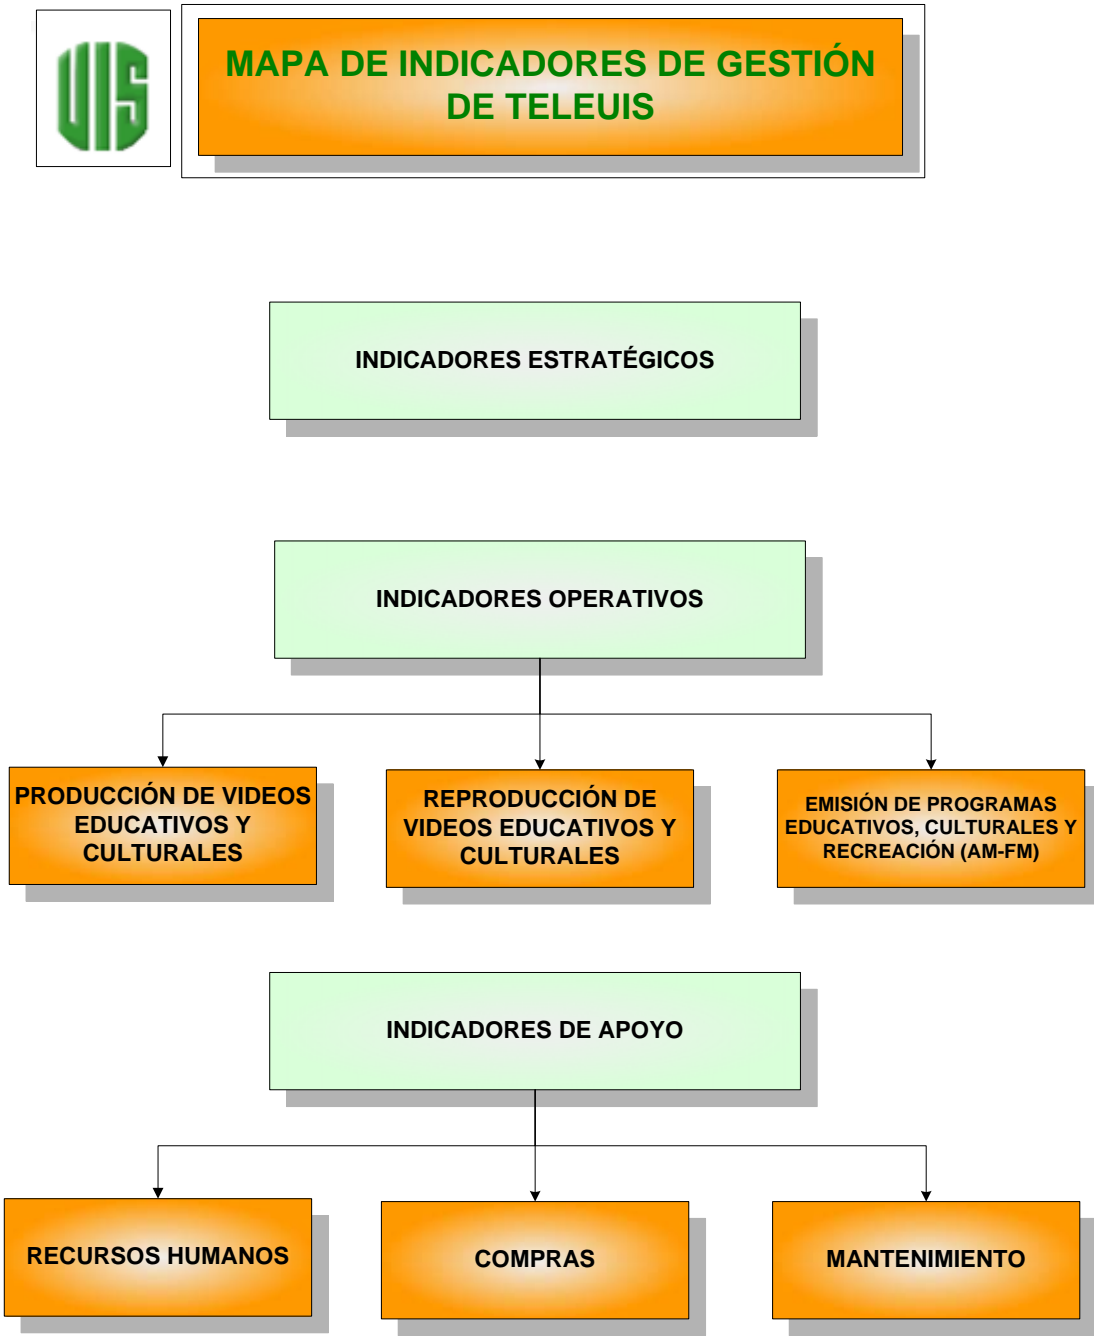 UIS
MAPA DE INDICADORES DE GESTIÓN
DE TELEUIS
INDICADORES ESTRATÉGICOS
INDICADORES OPERATIVOS
PRODUCCIÓN DE VIDEOS
EDUCATIVOS Y
CULTURALES
REPRODUCCIÓN DE
VIDEOS EDUCATIVOS Y
CULTURALES
EMISIÓN DE PROGRAMAS
EDUCATIVOS, CULTURALES Y
RECREACIÓN (AM-FM)
INDICADORES DE APOYO
RECURSOS HUMANOS
COMPRAS
MANTENIMIENTO